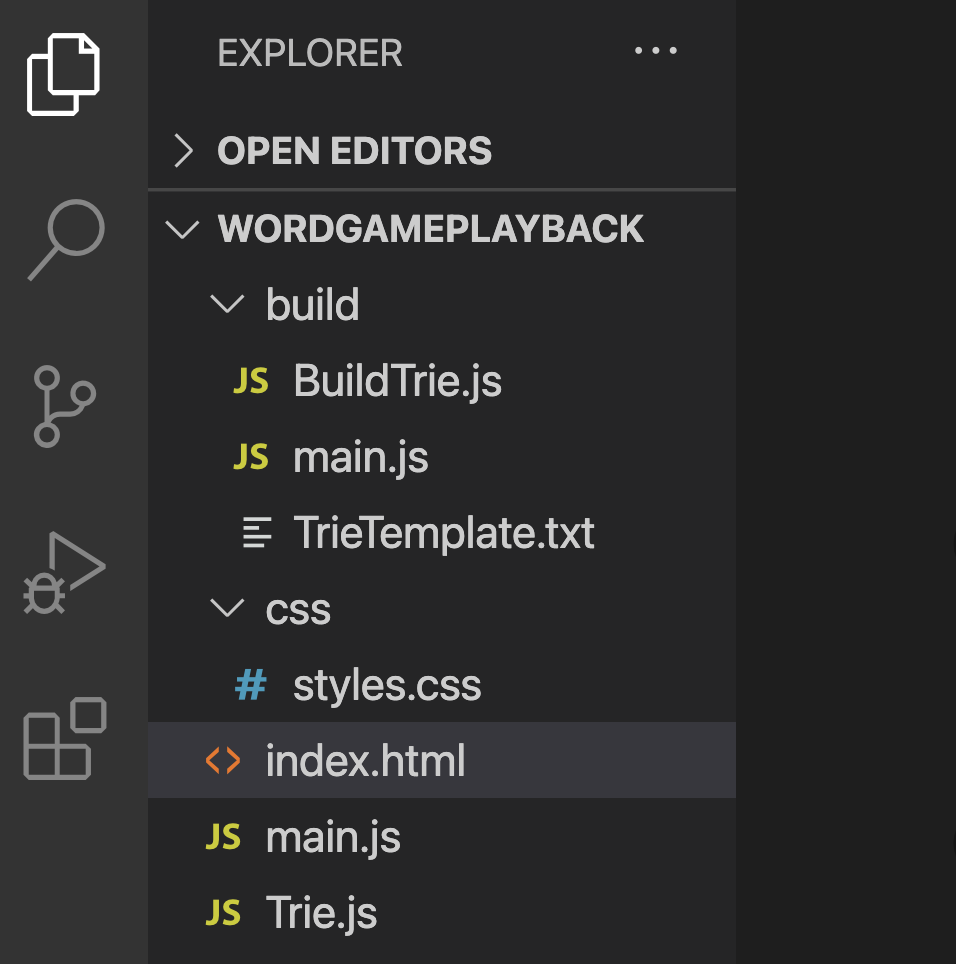 EXPLORER
OPEN EDITORS
WORDGAMEPLAYBACK
build
JS BuildTrie.js
JS main.js
TrieTemplate.txt
css
# styles.css
<> index.html
JS main.js
JS Trie.js